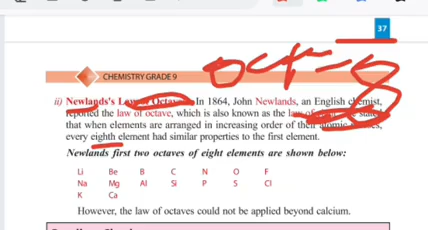 37
CHEMISTRY GRADE 9
ii) Newlands's Law of Octaves: In 1864, John Newlands, an English chemist,
reported the law of octave, which is also known as the law of
that when elements are arranged in increasing order of their atomic
every eighth element had similar properties to the first element.
Newlands first two octaves of eight elements are shown below:
Li Be B C N O F
Na Mg Al Si P S Cl
K Ca
However, the law of octaves could not be applied beyond calcium.